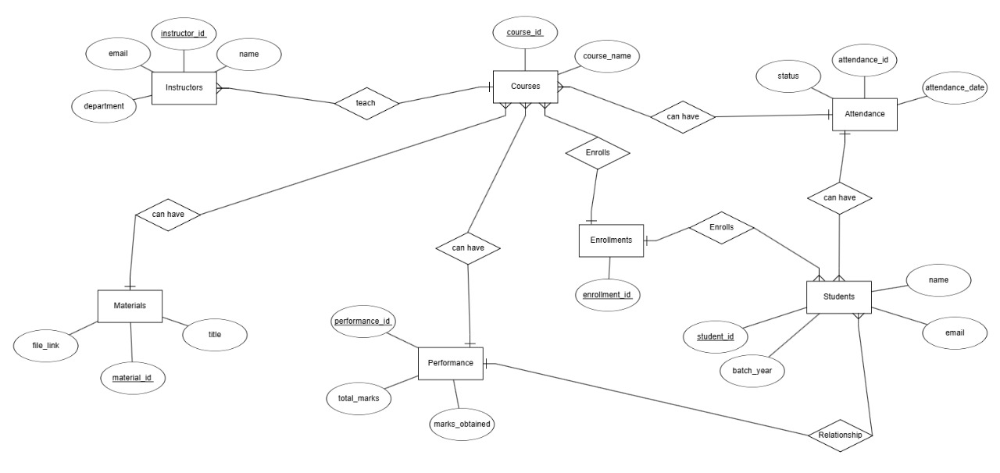 instructor_id
email
name
Instructors
department
teach
course_id
course_name
Courses
can have
status
attendance_id
attendance_date
Attendance
Enrolls
can have
can have
can have
Enrollments
Enrolls
enrollment_id
Materials
file_link
title
material_id
performance_id
Performance
total_marks
marks_obtained
Students
name
email
student_id
batch_year
Relationship